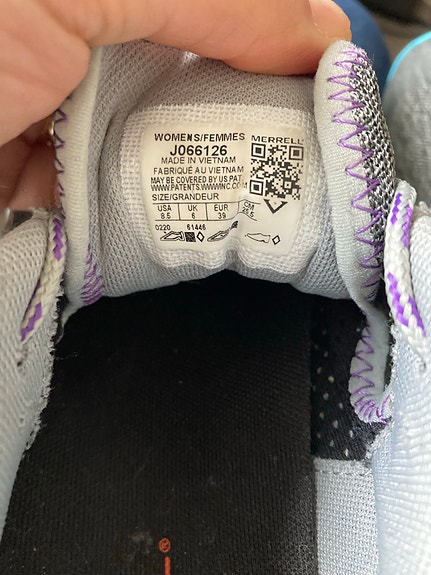 WOMENS/FEMMES MERRELL
J066126
MADE IN VIETNAM
FABRIQUÉ AU VIETNAM
MAY BE COVERED BY US PAT
WWW.PATENTS.WWWINC.COM
SIZE/GRANDEUR
USA UK EUR CM
8.5 6 39 25.5
0220 61446